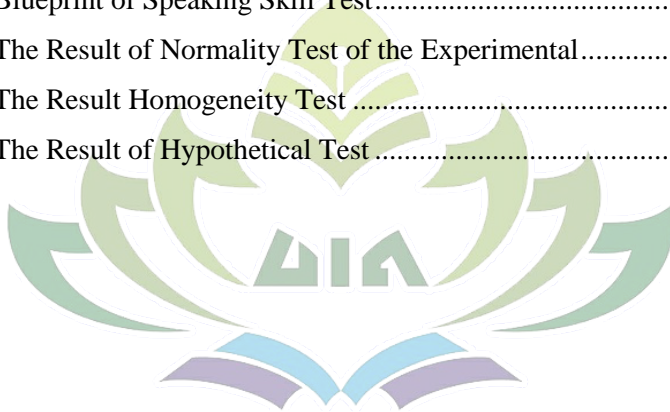 Blueprint of Speaking Skill Test....................................
The Result of Normality Test of the Experimental............
The Result Homogeneity Test ...........................................
The Result of Hypothetical Test ........................................
UIN